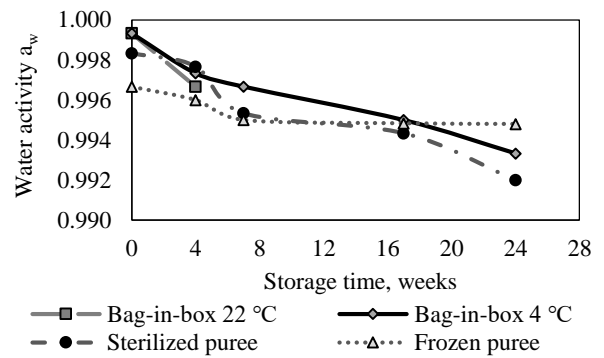 Water activity a_w
1.000
0.998
0.996
0.994
0.992
0.990
0 4 8 12 16 20 24 28
Storage time, weeks
Bag-in-box 22 °C
Bag-in-box 4 °C
Sterilized puree
Frozen puree